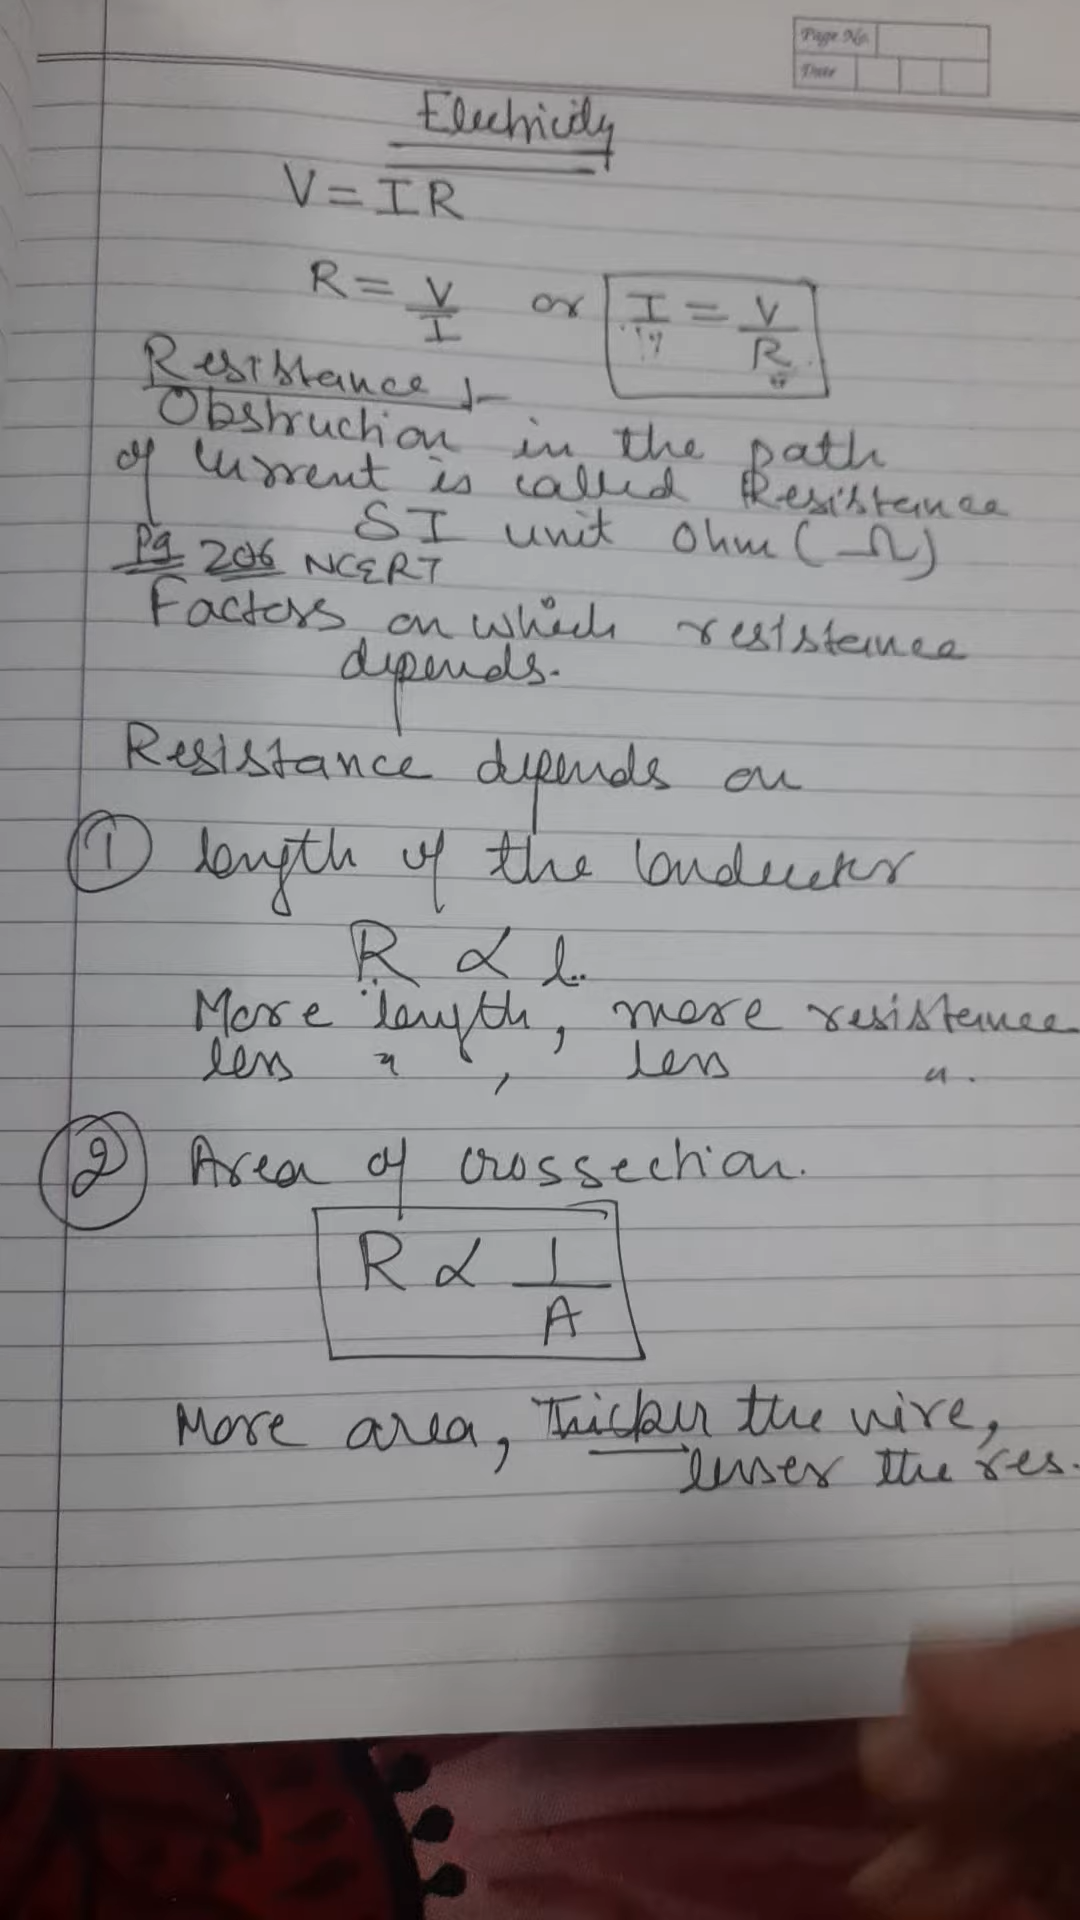 Page No.
Date
Electricity
V = IR
R = V/I or I = V/R
Resistance :-
Obstruction in the path
of current is called Resistance
SI unit Ohm (Ω)
Pg 206 NCERT
Factors on which resistance
depends.
Resistance depends on
① length of the conductor
R ∝ l
More length, more resistance
less " , less " .
② Area of crossection.
R ∝ 1/A
More area, Thicker the wire,
lesser the res.